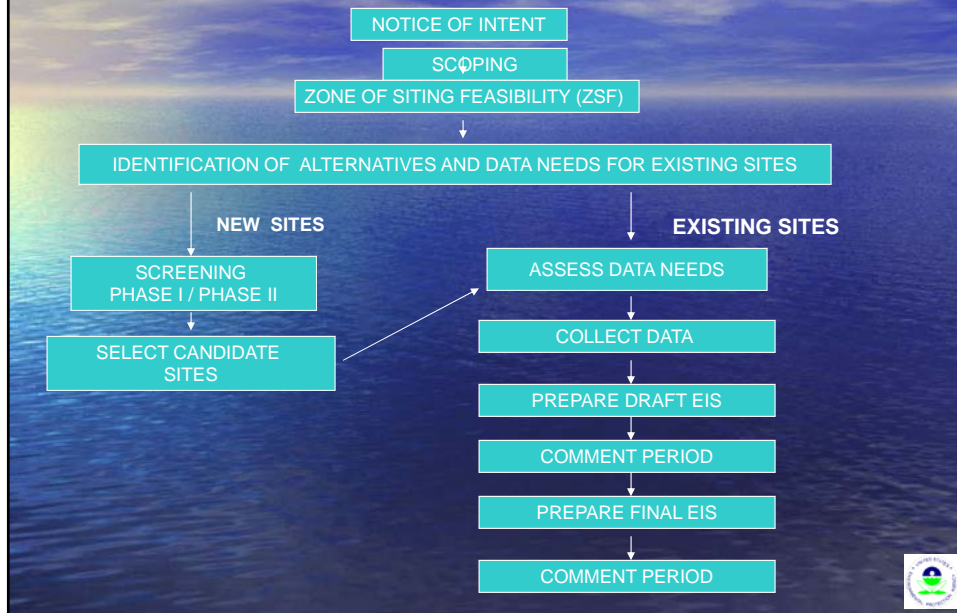 NOTICE OF INTENT
SCOPING
ZONE OF SITING FEASIBILITY (ZSF)
IDENTIFICATION OF ALTERNATIVES AND DATA NEEDS FOR EXISTING SITES
NEW SITES
SCREENING
PHASE I / PHASE II
SELECT CANDIDATE
SITES
EXISTING SITES
ASSESS DATA NEEDS
COLLECT DATA
PREPARE DRAFT EIS
COMMENT PERIOD
PREPARE FINAL EIS
COMMENT PERIOD